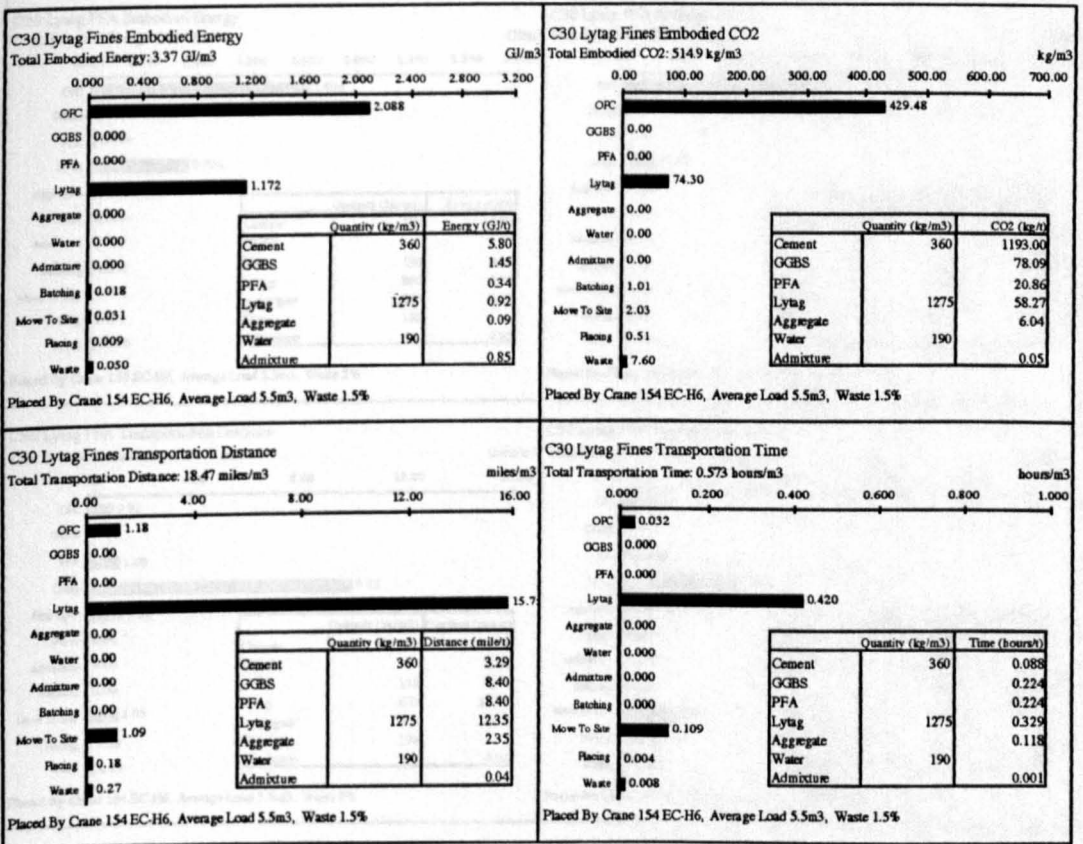 C30 Lytag Fines Embodied Energy
Total Embodied Energy: 3.37 GJ/m3 GJ/m3
0.000 0.400 0.800 1.200 1.600 2.000 2.400 2.800 3.200
OPC 2.088
GGBS 0.000
PFA 0.000
Lytag 1.172
Aggregate 0.000
Water 0.000
Admixture 0.000
Batching 0.018
Move To Site 0.031
Placing 0.009
Waste 0.050
Quantity (kg/m3) Energy (GJ/t)
Cement 360 5.80
GGBS 1.45
PFA 0.34
Lytag 1275 0.92
Aggregate 0.09
Water 190
Admixture 0.85
Placed By Crane 154 EC-H6, Average Load 5.5m3, Waste 1.5%
C30 Lytag Fines Embodied CO2
Total Embodied CO2: 514.9 kg/m3 kg/m3
0.00 100.00 200.00 300.00 400.00 500.00 600.00 700.00
OPC 429.48
GGBS 0.00
PFA 0.00
Lytag 74.30
Aggregate 0.00
Water 0.00
Admixture 0.00
Batching 1.01
Move To Site 2.03
Placing 0.51
Waste 7.60
Quantity (kg/m3) CO2 (kg/t)
Cement 360 1193.00
GGBS 78.09
PFA 20.86
Lytag 1275 58.27
Aggregate 6.04
Water 190
Admixture 0.05
Placed By Crane 154 EC-H6, Average Load 5.5m3, Waste 1.5%
C30 Lytag Fines Transportation Distance
Total Transportation Distance: 18.47 miles/m3 miles/m3
0.00 4.00 8.00 12.00 16.00
OPC 1.18
GGBS 0.00
PFA 0.00
Lytag 15.7
Aggregate 0.00
Water 0.00
Admixture 0.00
Batching 0.00
Move To Site 1.09
Placing 0.18
Waste 0.27
Quantity (kg/m3) Distance (mile/t)
Cement 360 3.29
GGBS 8.40
PFA 8.40
Lytag 1275 12.35
Aggregate 2.35
Water 190
Admixture 0.04
Placed By Crane 154 EC-H6, Average Load 5.5m3, Waste 1.5%
C30 Lytag Fines Transportation Time
Total Transportation Time: 0.573 hours/m3 hours/m3
0.000 0.200 0.400 0.600 0.800 1.000
OPC 0.032
GGBS 0.000
PFA 0.000
Lytag 0.420
Aggregate 0.000
Water 0.000
Admixture 0.000
Batching 0.000
Move To Site 0.109
Placing 0.004
Waste 0.008
Quantity (kg/m3) Time (hours/t)
Cement 360 0.088
GGBS 0.224
PFA 0.224
Lytag 1275 0.329
Aggregate 0.118
Water 190
Admixture 0.001
Placed By Crane 154 EC-H6, Average Load 5.5m3, Waste 1.5%